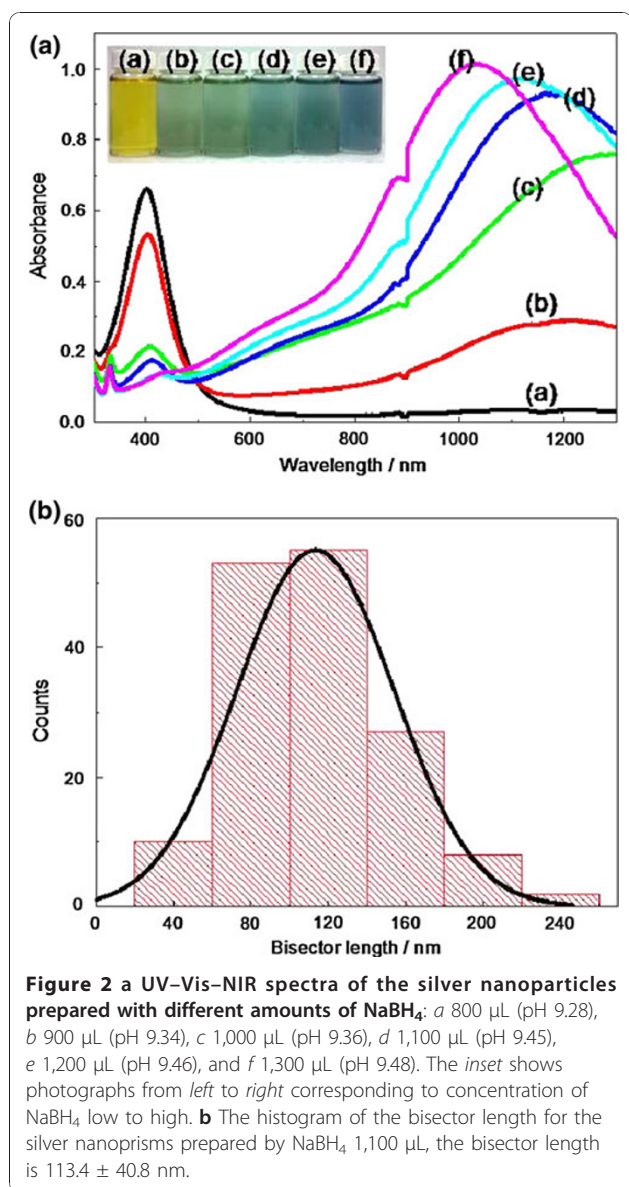 (a)
(a) (b) (c) (d) (e) (f)
(f)
(e)
(d)
(c)
(b)
(a)
1.0
0.8
0.6
0.4
0.2
0.0
Absorbance
400 600 800 1000 1200
Wavelength / nm
(b)
60
40
20
0
Counts
0 40 80 120 160 200 240
Bisector length / nm
Figure 2 a UV–Vis–NIR spectra of the silver nanoparticles
prepared with different amounts of NaBH₄: a 800 μL (pH 9.28),
b 900 μL (pH 9.34), c 1,000 μL (pH 9.36), d 1,100 μL (pH 9.45),
e 1,200 μL (pH 9.46), and f 1,300 μL (pH 9.48). The inset shows
photographs from left to right corresponding to concentration of
NaBH₄ low to high. b The histogram of the bisector length for the
silver nanoprisms prepared by NaBH₄ 1,100 μL, the bisector length
is 113.4 ± 40.8 nm.